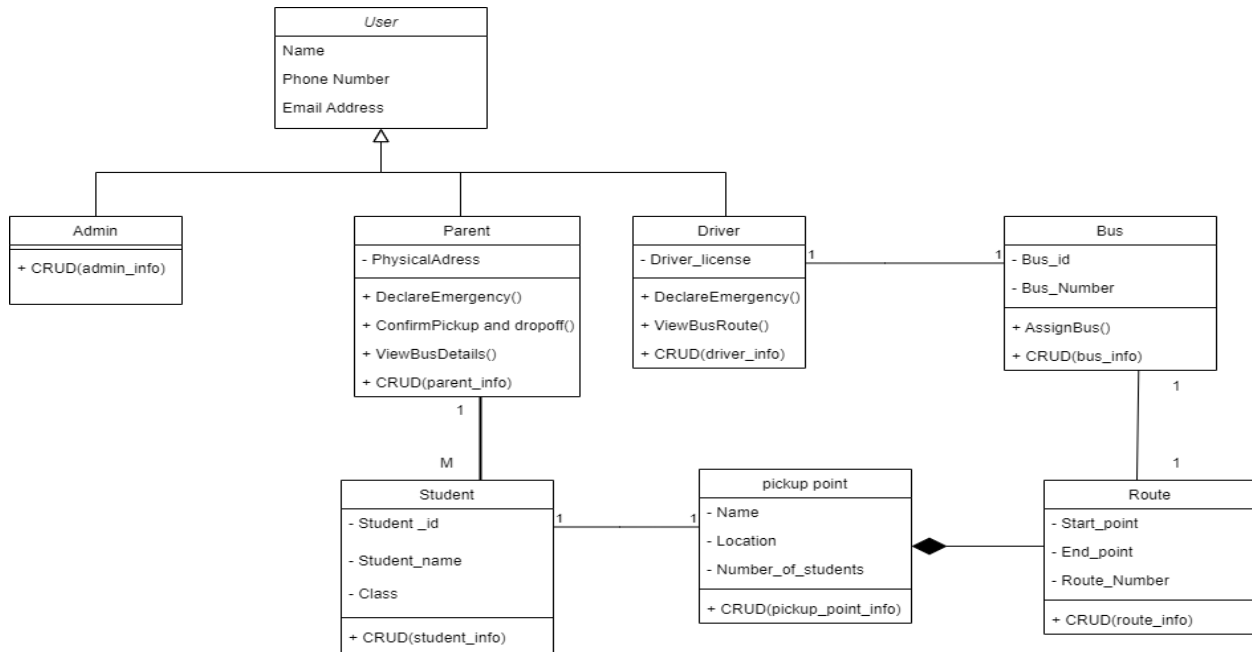 User
Name
Phone Number
Email Address
Admin
+ CRUD(admin_info)
Parent
- PhysicalAdress
+ DeclareEmergency()
+ ConfirmPickup and dropoff()
+ ViewBusDetails()
+ CRUD(parent_info)
Driver
- Driver_license
+ DeclareEmergency()
+ ViewBusRoute()
+ CRUD(driver_info)
1
1
Bus
- Bus_id
- Bus_Number
+ AssignBus()
+ CRUD(bus_info)
1
M
1
1
Student
- Student _id
- Student_name
- Class
+ CRUD(student_info)
1
1
pickup point
- Name
- Location
- Number_of_students
+ CRUD(pickup_point_info)
Route
- Start_point
- End_point
- Route_Number
+ CRUD(route_info)